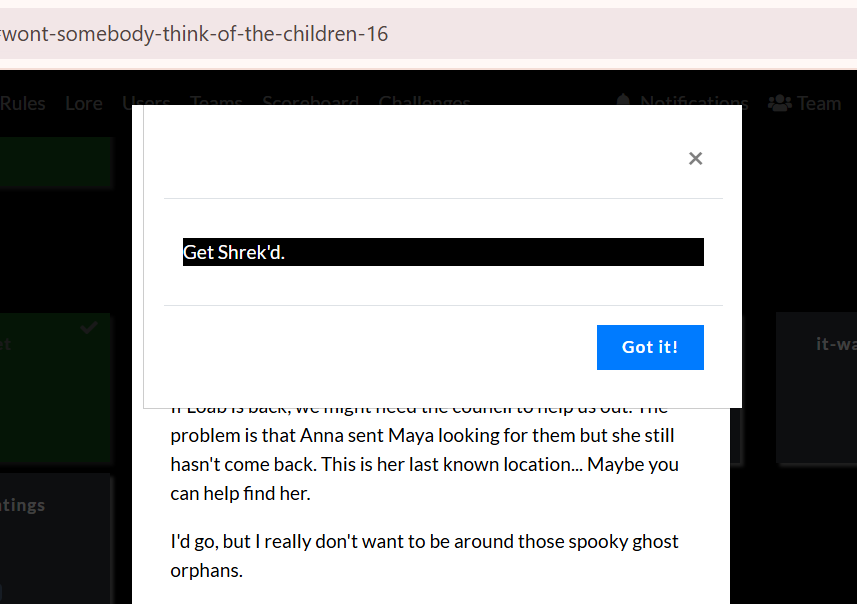 wont-somebody-think-of-the-children-16
Rules Lore Users Teams Scoreboard Challenges Notifications Team
×
Get Shrek'd.
Got it!
et
it-wa
If Loab is back, we might need the council to help us out. The
problem is that Anna sent Maya looking for them but she still
hasn't come back. This is her last known location... Maybe you
can help find her.
tings
I'd go, but I really don't want to be around those spooky ghost
orphans.